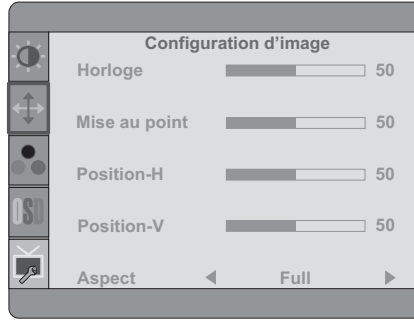 Configuration d’image
Horloge 50
Mise au point 50
Position-H 50
OSD
Position-V 50
Aspect Full